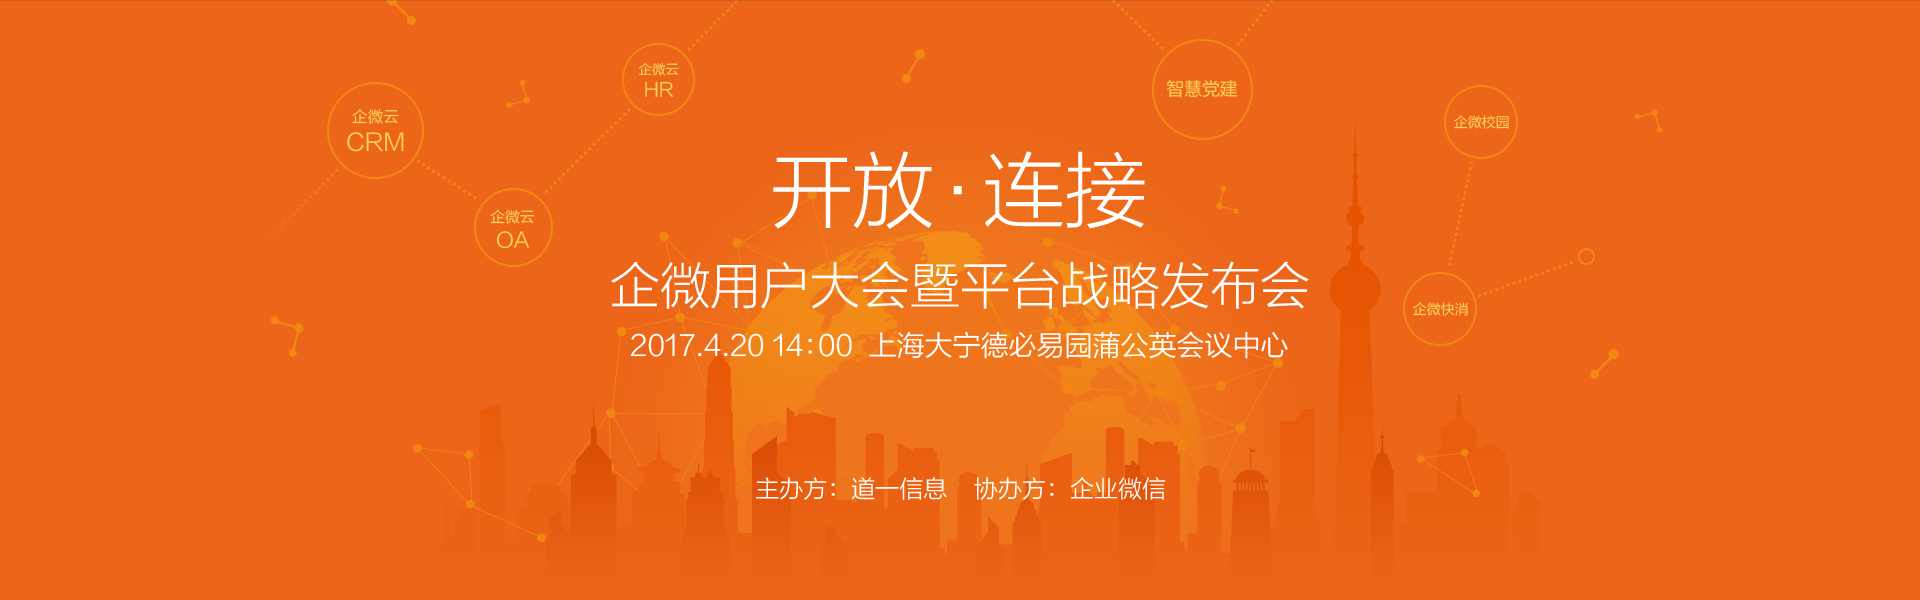 企微云
HR
企微云
CRM
企微云
OA
智慧党建
企微校园
企微快消
开放·连接
企微用户大会暨平台战略发布会
2017.4.20 14:00 上海大宁德必易园蒲公英会议中心
主办方：道一信息 协办方：企业微信